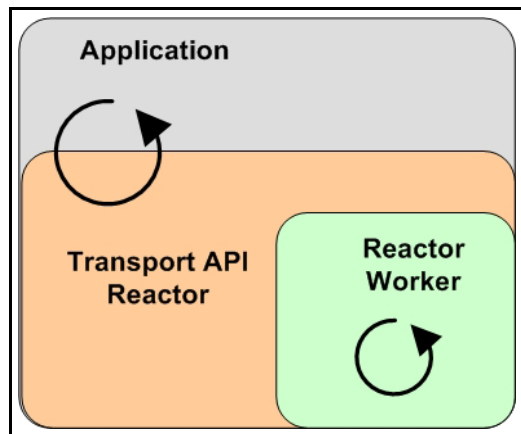 Application
Transport API
Reactor
Reactor
Worker